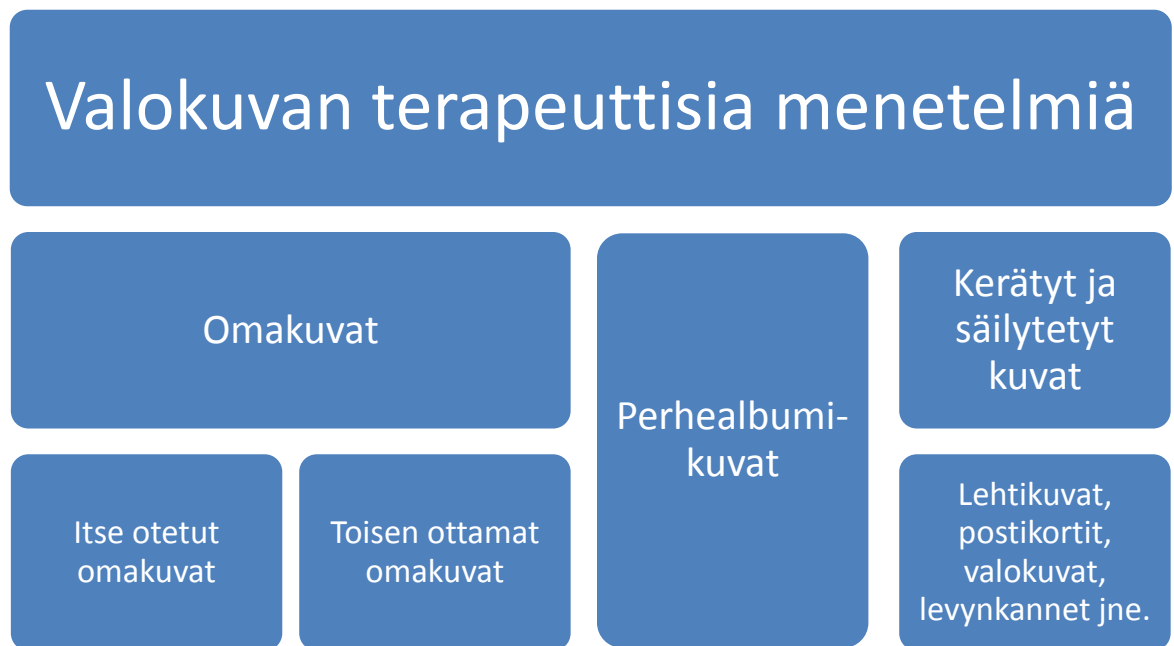 Valokuvan terapeuttisia menetelmiä
Omakuvat
Itse otetut
omakuvat
Toisen ottamat
omakuvat
Perhealbumi-
kuvat
Kerätyt ja
säilytetyt
kuvat
Lehtikuvat,
postikortit,
valokuvat,
levynkannet jne.